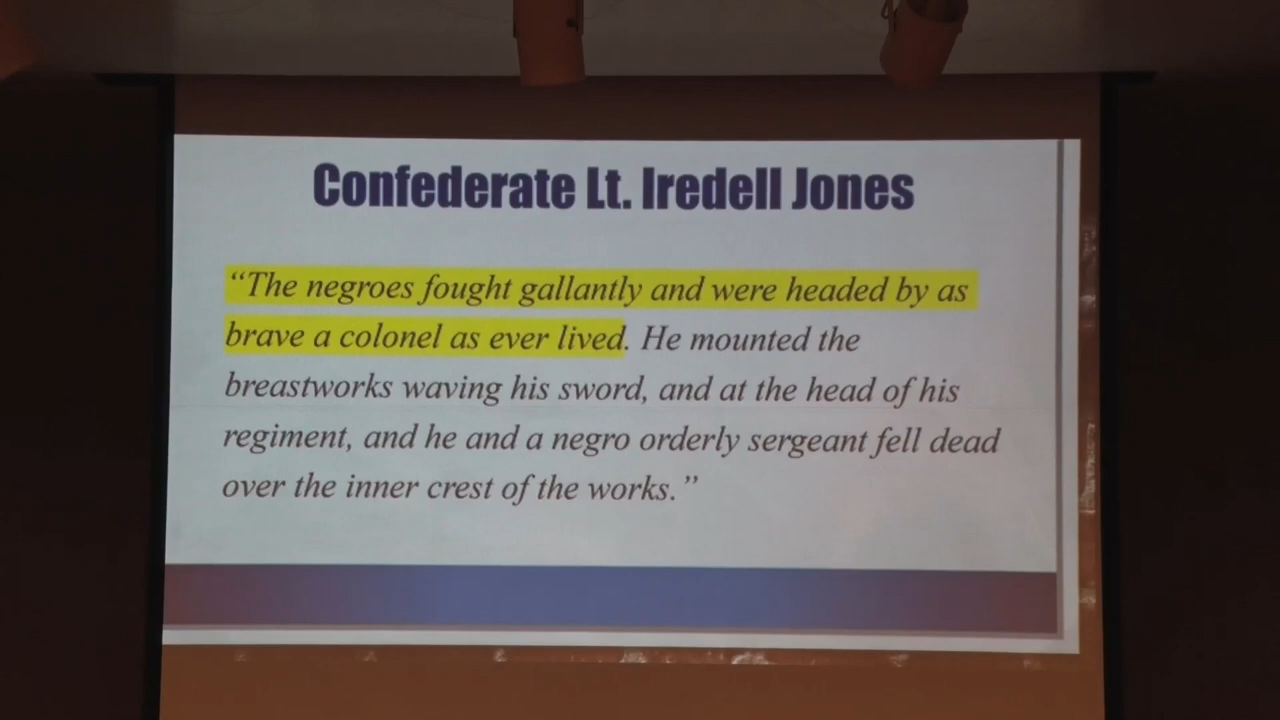 Confederate Lt. Iredell Jones
“The negroes fought gallantly and were headed by as
brave a colonel as ever lived. He mounted the
breastworks waving his sword, and at the head of his
regiment, and he and a negro orderly sergeant fell dead
over the inner crest of the works.”